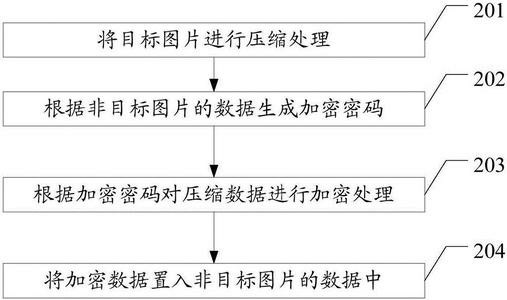 201
将目标图片进行压缩处理
202
根据非目标图片的数据生成加密密码
203
根据加密密码对压缩数据进行加密处理
204
将加密数据置入非目标图片的数据中